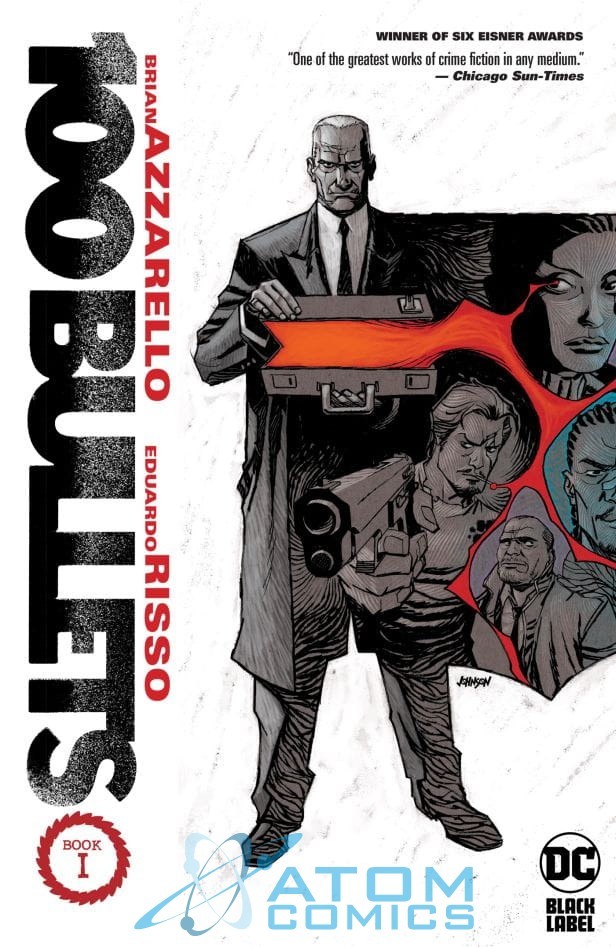 WINNER OF SIX EISNER AWARDS
“One of the greatest works of crime fiction in any medium.”
— Chicago Sun-Times
100 BULLETS
BRIAN AZZARELLO
EDUARDO RISSO
JOHNSON
BOOK
I
ATOM
COMICS
DC
BLACK
LABEL